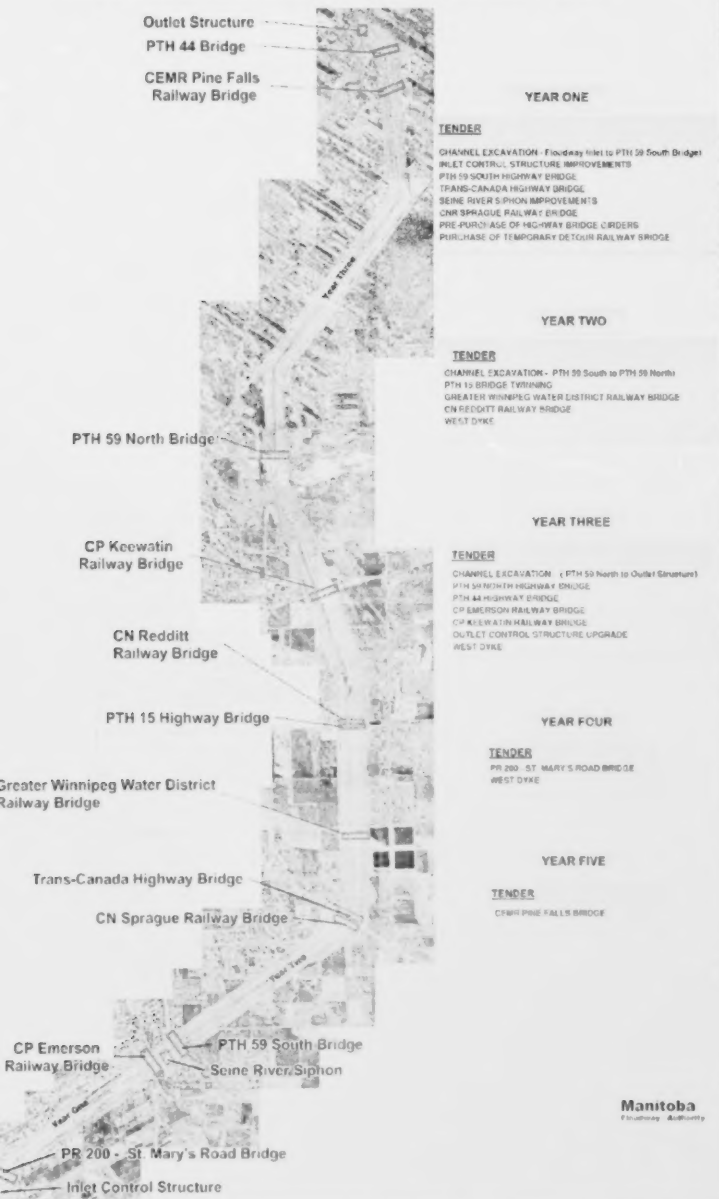 Outlet Structure
PTH 44 Bridge
CEMR Pine Falls
Railway Bridge
YEAR ONE
TENDER
CHANNEL EXCAVATION - Floodway Inlet to PTH 59 South Bridge)
INLET CONTROL STRUCTURE IMPROVEMENTS
PTH 59 SOUTH HIGHWAY BRIDGE
TRANS-CANADA HIGHWAY BRIDGE
SEINE RIVER SIPHON IMPROVEMENTS
CNR SPRAGUE RAILWAY BRIDGE
PRE-PURCHASE OF HIGHWAY BRIDGE GIRDERS
PURCHASE OF TEMPORARY DETOUR RAILWAY BRIDGE
Year Three
YEAR TWO
TENDER
CHANNEL EXCAVATION - PTH 59 South to PTH 59 North)
PTH 15 BRIDGE TWINNING
GREATER WINNIPEG WATER DISTRICT RAILWAY BRIDGE
CN REDDITT RAILWAY BRIDGE
WEST DYKE
PTH 59 North Bridge
YEAR THREE
TENDER
CHANNEL EXCAVATION ( PTH 59 North to Outlet Structure)
PTH 59 NORTH HIGHWAY BRIDGE
PTH 44 HIGHWAY BRIDGE
CP EMERSON RAILWAY BRIDGE
CP KEEWATIN RAILWAY BRIDGE
OUTLET CONTROL STRUCTURE UPGRADE
WEST DYKE
CP Keewatin
Railway Bridge
CN Redditt
Railway Bridge
PTH 15 Highway Bridge
YEAR FOUR
TENDER
PR 200 - ST. MARY'S ROAD BRIDGE
WEST DYKE
Greater Winnipeg Water District
Railway Bridge
YEAR FIVE
TENDER
CEMR PINE FALLS BRIDGE
Trans-Canada Highway Bridge
CN Sprague Railway Bridge
Year Two
CP Emerson
Railway Bridge
PTH 59 South Bridge
Seine River Siphon
Year One
PR 200 - St. Mary's Road Bridge
Inlet Control Structure
Manitoba
Floodway Authority